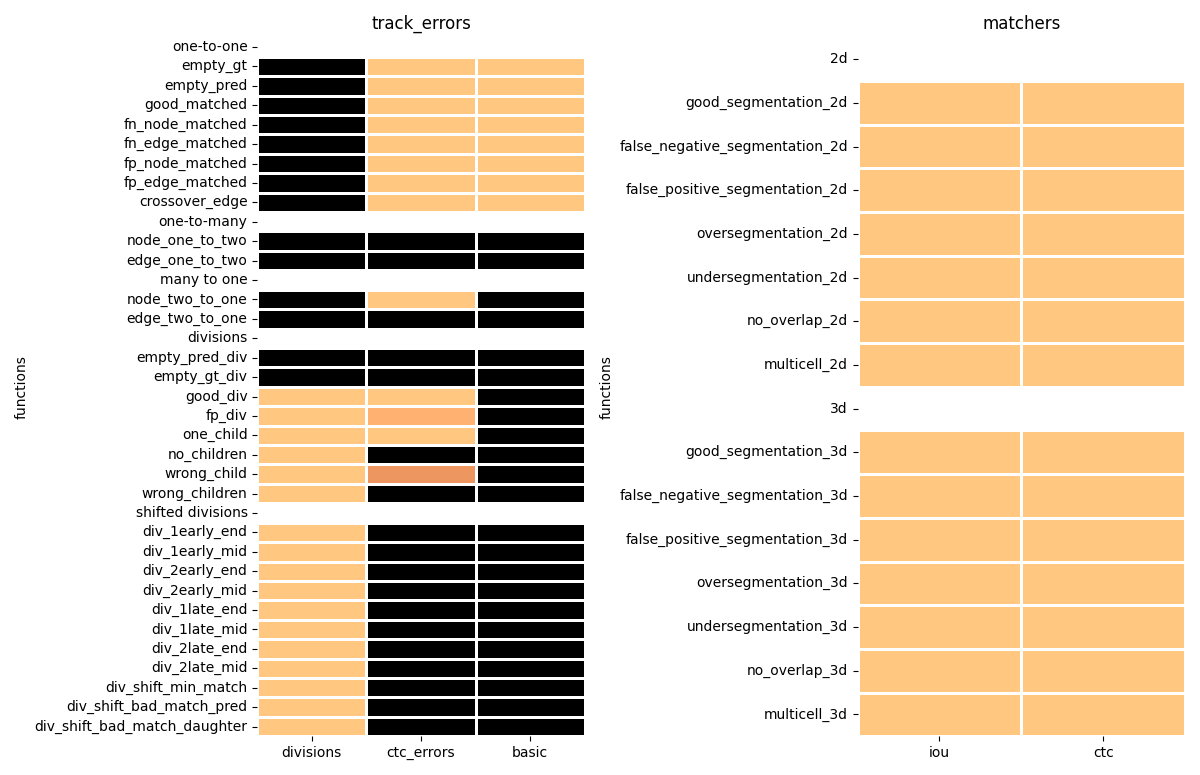 track_errors
functions
one-to-one
empty_gt
empty_pred
good_matched
fn_node_matched
fn_edge_matched
fp_node_matched
fp_edge_matched
crossover_edge
one-to-many
node_one_to_two
edge_one_to_two
many to one
node_two_to_one
edge_two_to_one
divisions
empty_pred_div
empty_gt_div
good_div
fp_div
one_child
no_children
wrong_child
wrong_children
shifted divisions
div_1early_end
div_1early_mid
div_2early_end
div_2early_mid
div_1late_end
div_1late_mid
div_2late_end
div_2late_mid
div_shift_min_match
div_shift_bad_match_pred
div_shift_bad_match_daughter
divisions ctc_errors basic
matchers
functions
2d
good_segmentation_2d
false_negative_segmentation_2d
false_positive_segmentation_2d
oversegmentation_2d
undersegmentation_2d
no_overlap_2d
multicell_2d
3d
good_segmentation_3d
false_negative_segmentation_3d
false_positive_segmentation_3d
oversegmentation_3d
undersegmentation_3d
no_overlap_3d
multicell_3d
iou ctc